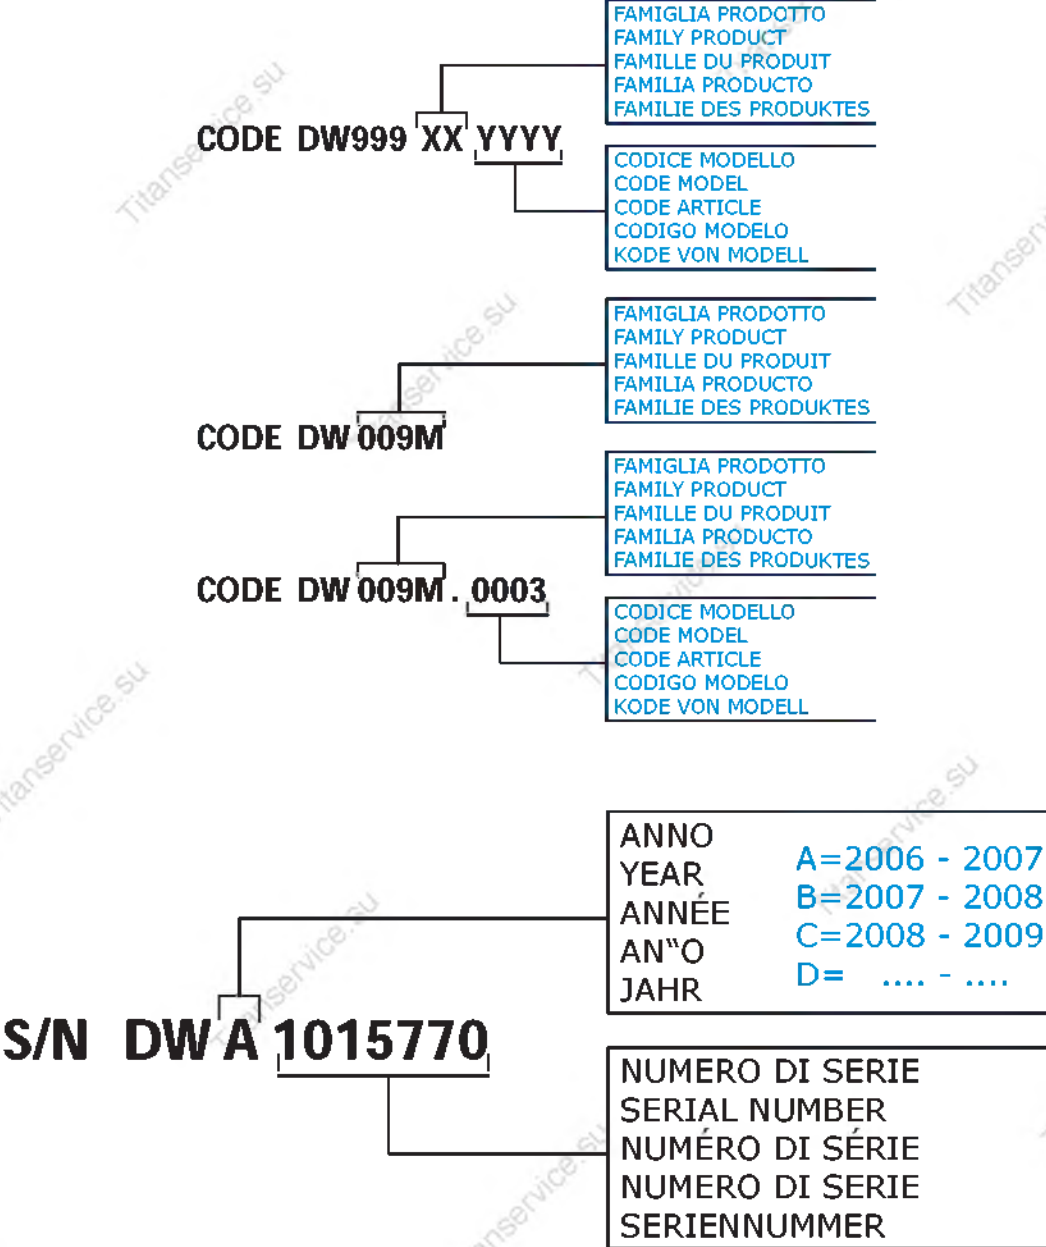 FAMIGLIA PRODOTTO
FAMILY PRODUCT
FAMILLE DU PRODUIT
FAMILIA PRODUCTO
FAMILIE DES PRODUKTES
CODE DW999 XX YYYY
CODICE MODELLO
CODE MODEL
CODE ARTICLE
CODIGO MODELO
KODE VON MODELL
FAMIGLIA PRODOTTO
FAMILY PRODUCT
FAMILLE DU PRODUIT
FAMILIA PRODUCTO
FAMILIE DES PRODUKTES
CODE DW 009M
FAMIGLIA PRODOTTO
FAMILY PRODUCT
FAMILLE DU PRODUIT
FAMILIA PRODUCTO
FAMILIE DES PRODUKTES
CODE DW 009M . 0003
CODICE MODELLO
CODE MODEL
CODE ARTICLE
CODIGO MODELO
KODE VON MODELL
ANNO
YEAR
ANNÉE
AN“O
JAHR
A=2006 - 2007
B=2007 - 2008
C=2008 - 2009
D= .... - ....
S/N DW A 1015770
NUMERO DI SERIE
SERIAL NUMBER
NUMÉRO DI SÉRIE
NUMERO DI SERIE
SERIENNUMMER
Titanservice.su